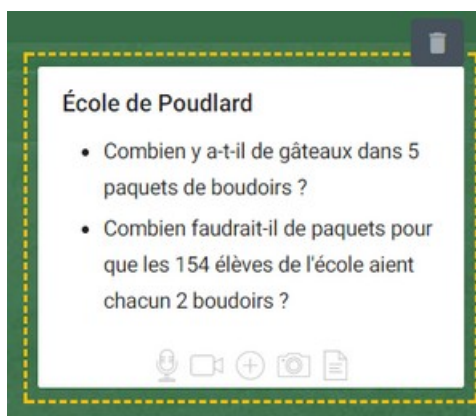 École de Poudlard
• Combien y a-t-il de gâteaux dans 5
paquets de boudoirs ?
• Combien faudrait-il de paquets pour
que les 154 élèves de l'école aient
chacun 2 boudoirs ?